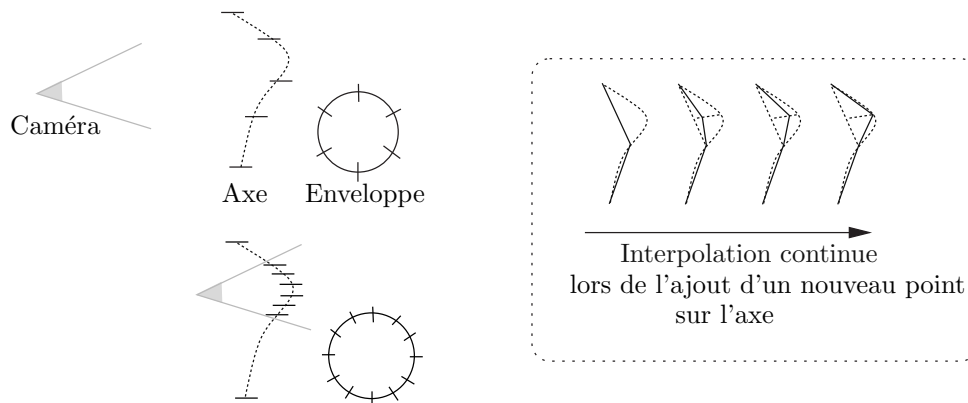 Caméra
Axe
Enveloppe
Interpolation continue
lors de l'ajout d'un nouveau point
sur l'axe